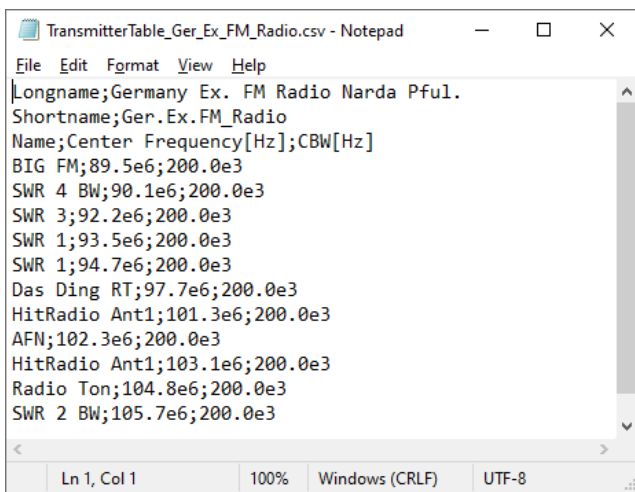 TransmitterTable_Ger_Ex_FM_Radio.csv - Notepad
File Edit Format View Help
Longname;Germany Ex. FM Radio Narda Pful.
Shortname;Ger.Ex.FM_Radio
Name;Center Frequency[Hz];CBW[Hz]
BIG FM;89.5e6;200.0e3
SWR 4 BW;90.1e6;200.0e3
SWR 3;92.2e6;200.0e3
SWR 1;93.5e6;200.0e3
SWR 1;94.7e6;200.0e3
Das Ding RT;97.7e6;200.0e3
HitRadio Ant1;101.3e6;200.0e3
AFN;102.3e6;200.0e3
HitRadio Ant1;103.1e6;200.0e3
Radio Ton;104.8e6;200.0e3
SWR 2 BW;105.7e6;200.0e3
Ln 1, Col 1 100% Windows (CRLF) UTF-8